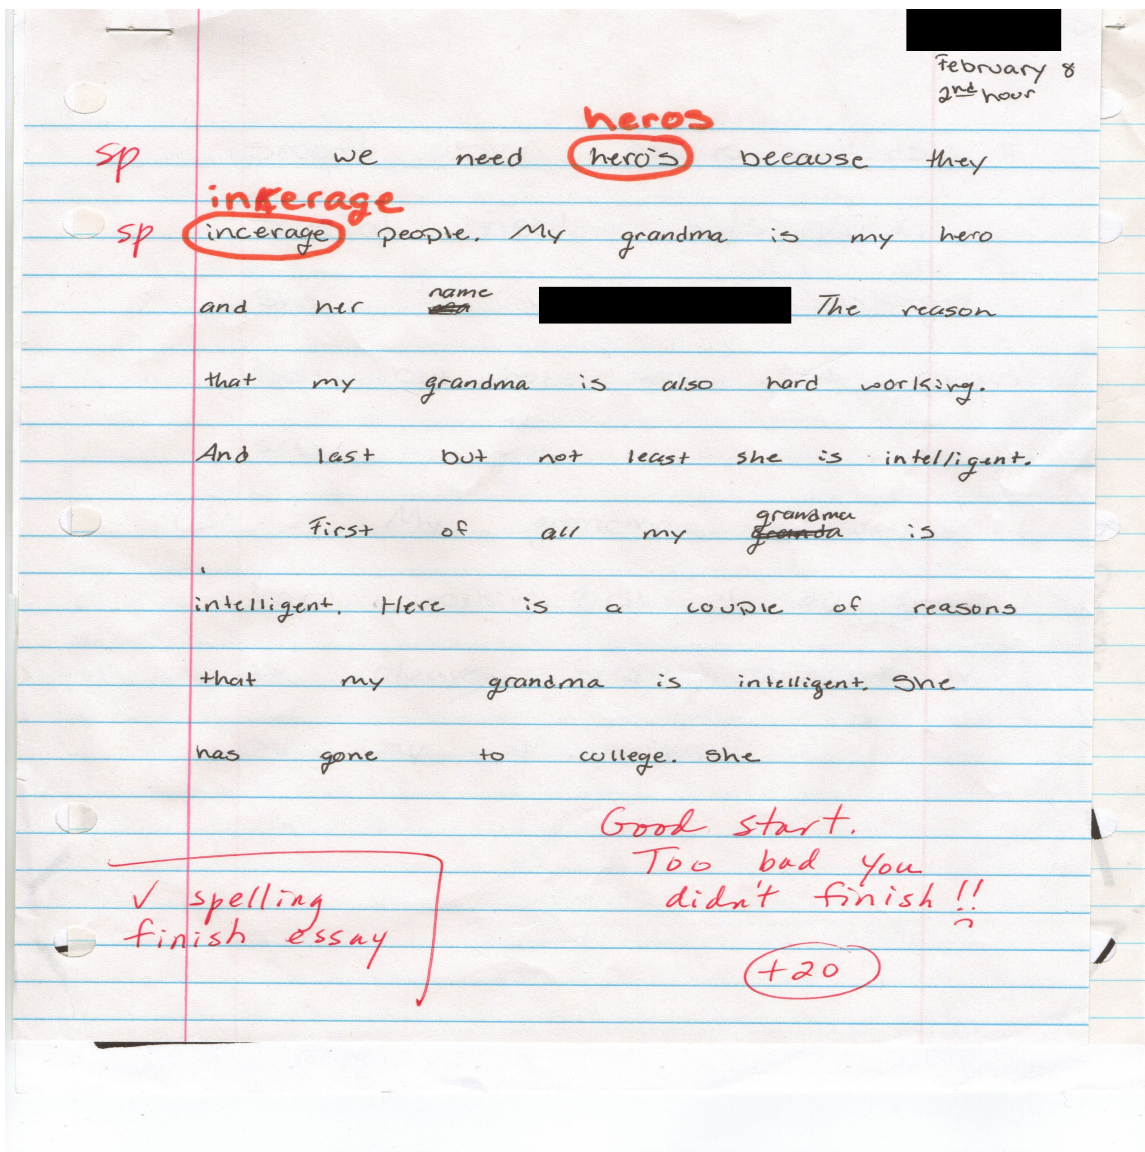 February 8
2nd hour
heros
sp we need hero's because they
inkerage
sp incerage people. My grandma is my hero
name
and her The reason
that my grandma is also hard working.
And last but not least she is intelligent.
grandma
First of all my granda is
intelligent. Here is a couple of reasons
that my grandma is intelligent. She
has gone to college. She
Good start.
Too bad you
didn't finish!!
✓ spelling
finish essay
+20